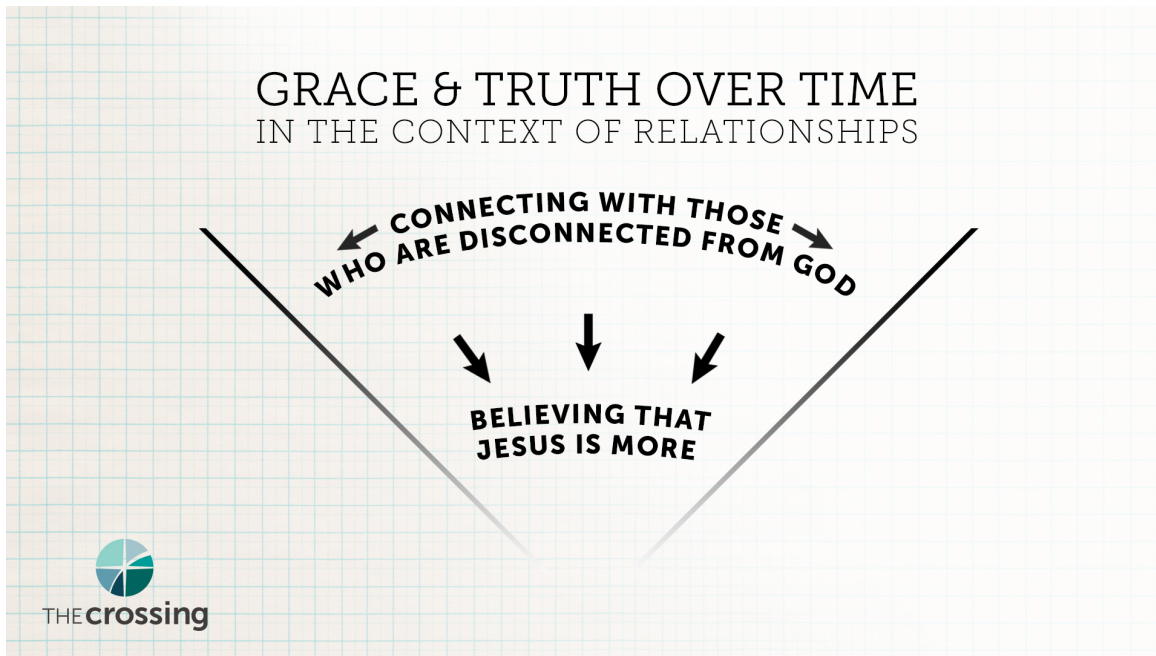 GRACE & TRUTH OVER TIME
IN THE CONTEXT OF RELATIONSHIPS
CONNECTING WITH THOSE
WHO ARE DISCONNECTED FROM GOD
BELIEVING THAT
JESUS IS MORE
THE crossing